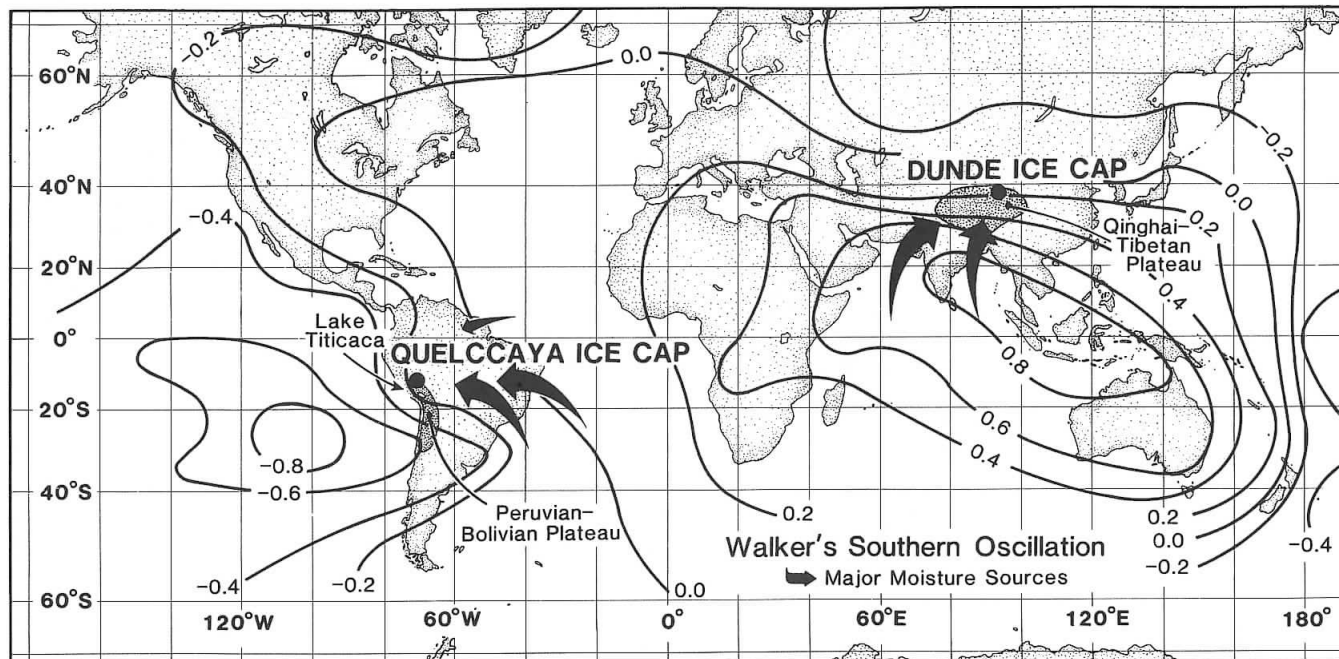 -0.2
0.0
60°N
DUNDE ICE CAP
-0.2
40°N
0.0
-0.4
0.2
Qinghai-
Tibetan
Plateau
20°N
0.4
Lake
Titicaca
0°
QUELCCAYA ICE CAP
0.8
20°S
0.6
-0.8
0.4
-0.6
40°S
Peruvian-
Bolivian Plateau
0.2
0.2
Walker's Southern Oscillation
0.0
-0.4
-0.4
-0.2
Major Moisture Sources
-0.2
0.0
60°S
120°W
60°W
0°
60°E
120°E
180°